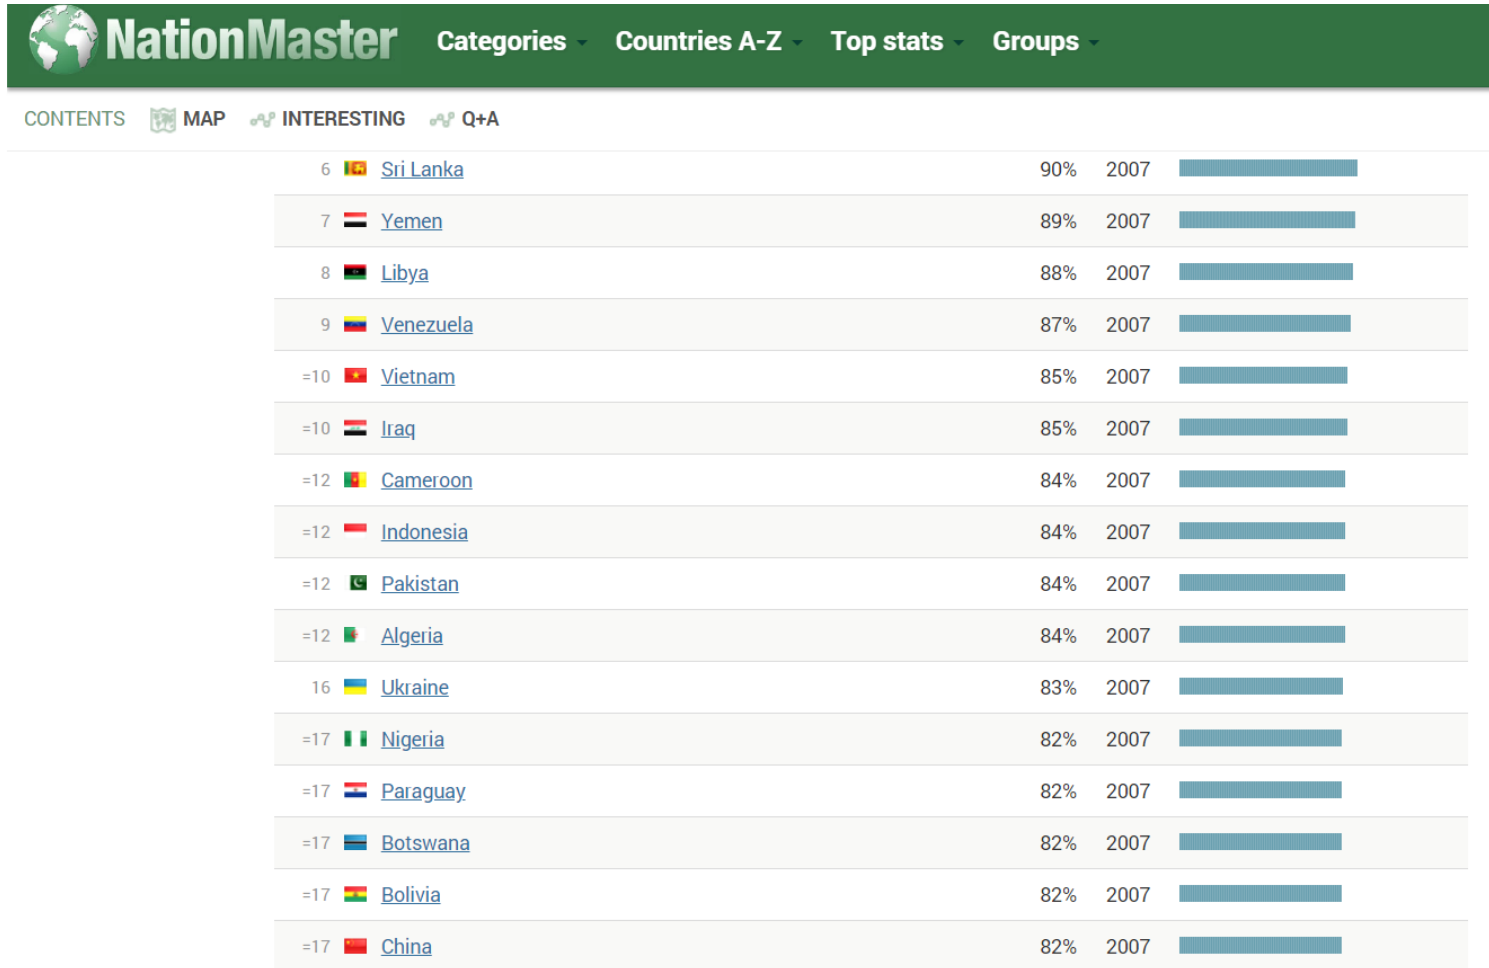 NationMaster Categories Countries A-Z Top stats Groups
CONTENTS MAP INTERESTING Q+A
6 Sri Lanka 90% 2007
7 Yemen 89% 2007
8 Libya 88% 2007
9 Venezuela 87% 2007
=10 Vietnam 85% 2007
=10 Iraq 85% 2007
=12 Cameroon 84% 2007
=12 Indonesia 84% 2007
=12 Pakistan 84% 2007
=12 Algeria 84% 2007
16 Ukraine 83% 2007
=17 Nigeria 82% 2007
=17 Paraguay 82% 2007
=17 Botswana 82% 2007
=17 Bolivia 82% 2007
=17 China 82% 2007